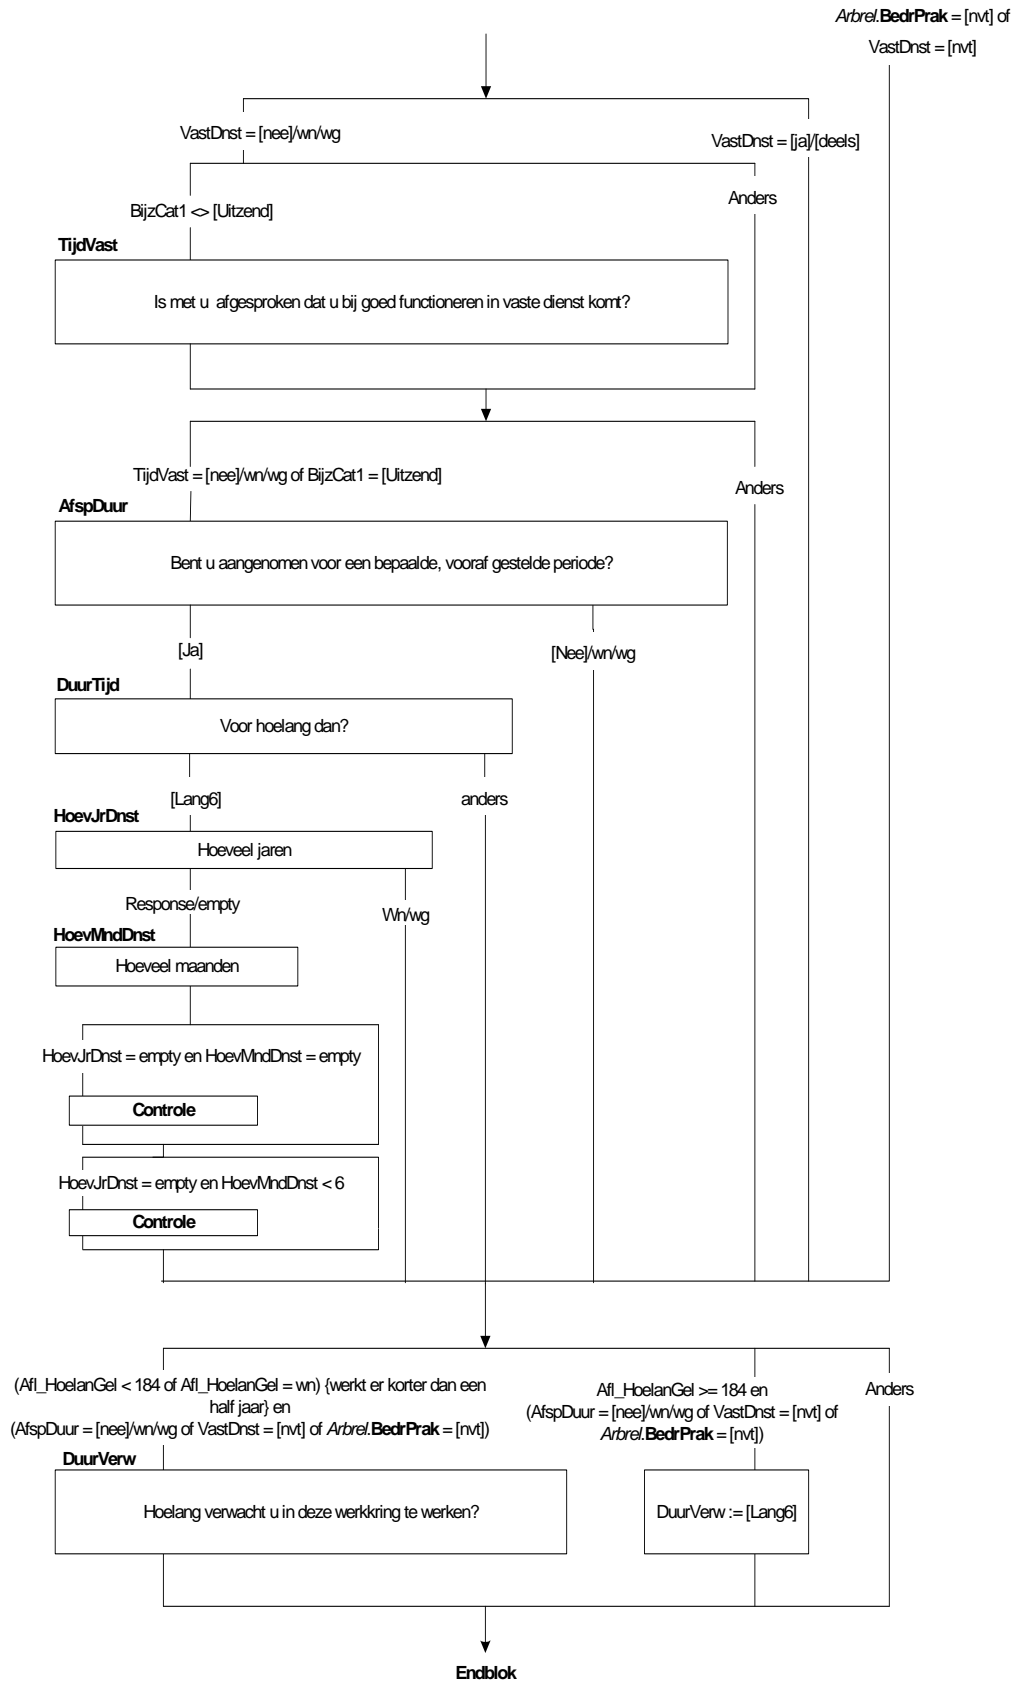 Arbrel.BedrPrak = [nvt] of
VastDnst = [nvt]
VastDnst = [nee]/wn/wg
VastDnst = [ja]/[deels]
BijzCat1 <> [Uitzend]
Anders
TijdVast
Is met u afgesproken dat u bij goed functioneren in vaste dienst komt?
TijdVast = [nee]/wn/wg of BijzCat1 = [Uitzend]
Anders
AfspDuur
Bent u aangenomen voor een bepaalde, vooraf gestelde periode?
[Ja]
[Nee]/wn/wg
DuurTijd
Voor hoelang dan?
[Lang6]
anders
HoevJrDnst
Hoeveel jaren
Response/empty
Wn/wg
HoevMndDnst
Hoeveel maanden
HoevJrDnst = empty en HoevMndDnst = empty
Controle
HoevJrDnst = empty en HoevMndDnst < 6
Controle
(Afl_HoelanGel < 184 of Afl_HoelanGel = wn) {werkt er korter dan een
half jaar} en
(AfspDuur = [nee]/wn/wg of VastDnst = [nvt] of Arbrel.BedrPrak = [nvt])
Afl_HoelanGel >= 184 en
(AfspDuur = [nee]/wn/wg of VastDnst = [nvt] of
Arbrel.BedrPrak = [nvt])
Anders
DuurVerw
Hoelang verwacht u in deze werkkring te werken?
DuurVerw := [Lang6]
Endblok